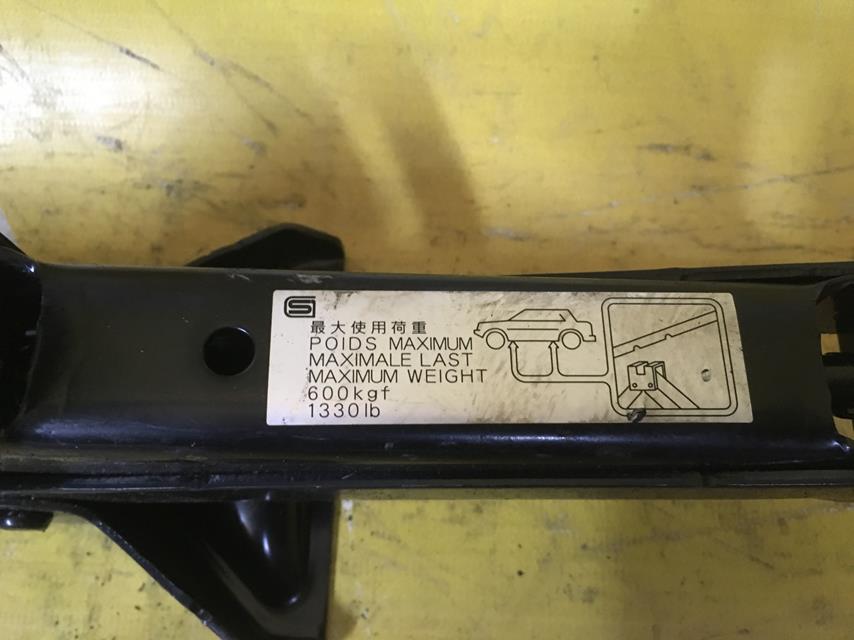 最大使用荷重
POIDS MAXIMUM
MAXIMALE LAST
MAXIMUM WEIGHT
600kgf
1330lb